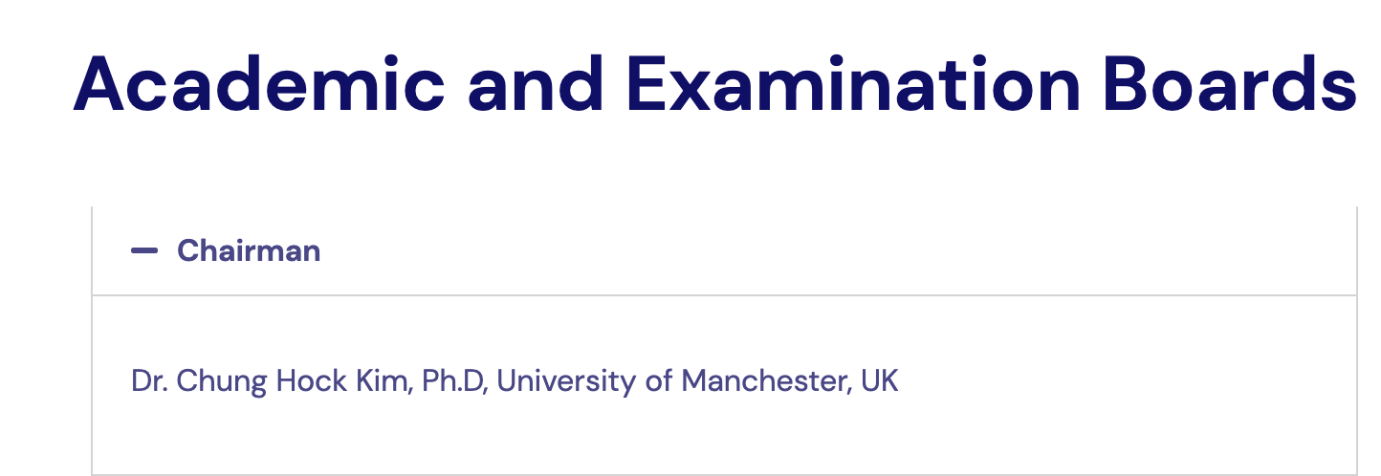 Academic and Examination Boards
Chairman
Dr. Chung Hock Kim, Ph.D, University of Manchester, UK